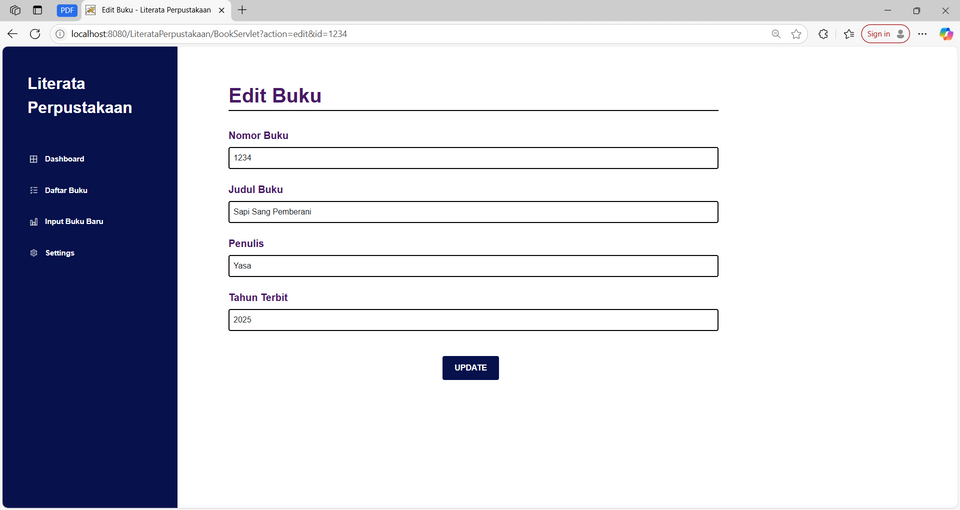 PDF
Edit Buku - Literata Perpustakaan
localhost:8080/LiterataPerpustakaan/BookServlet?action=edit&id=1234
Sign in
Literata
Perpustakaan
Dashboard
Daftar Buku
Input Buku Baru
Settings
Edit Buku
Nomor Buku
1234
Judul Buku
Sapi Sang Pemberani
Penulis
Yasa
Tahun Terbit
2025
UPDATE